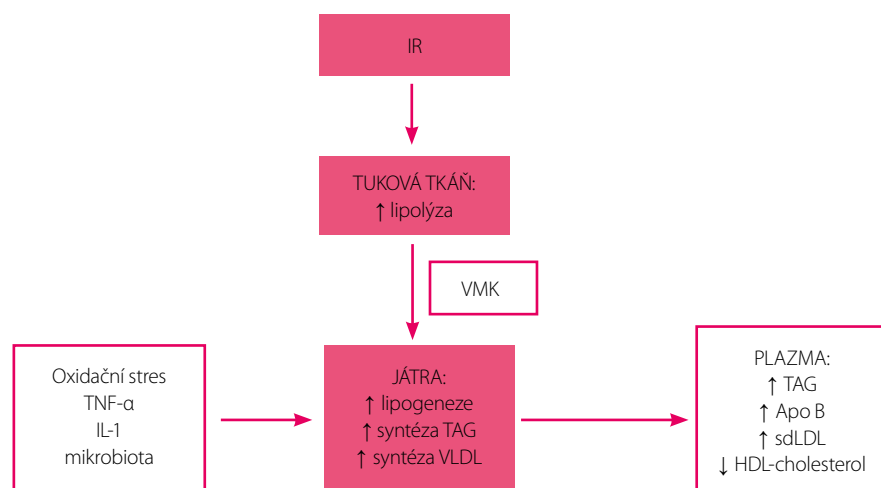 IR
TUKOVÁ TKÁŇ:
↑ lipolýza
VMK
Oxidační stres
TNF-α
IL-1
mikrobiota
JÁTRA:
↑ lipogeneze
↑ syntéza TAG
↑ syntéza VLDL
PLAZMA:
↑ TAG
↑ Apo B
↑ sdLDL
↓ HDL-cholesterol